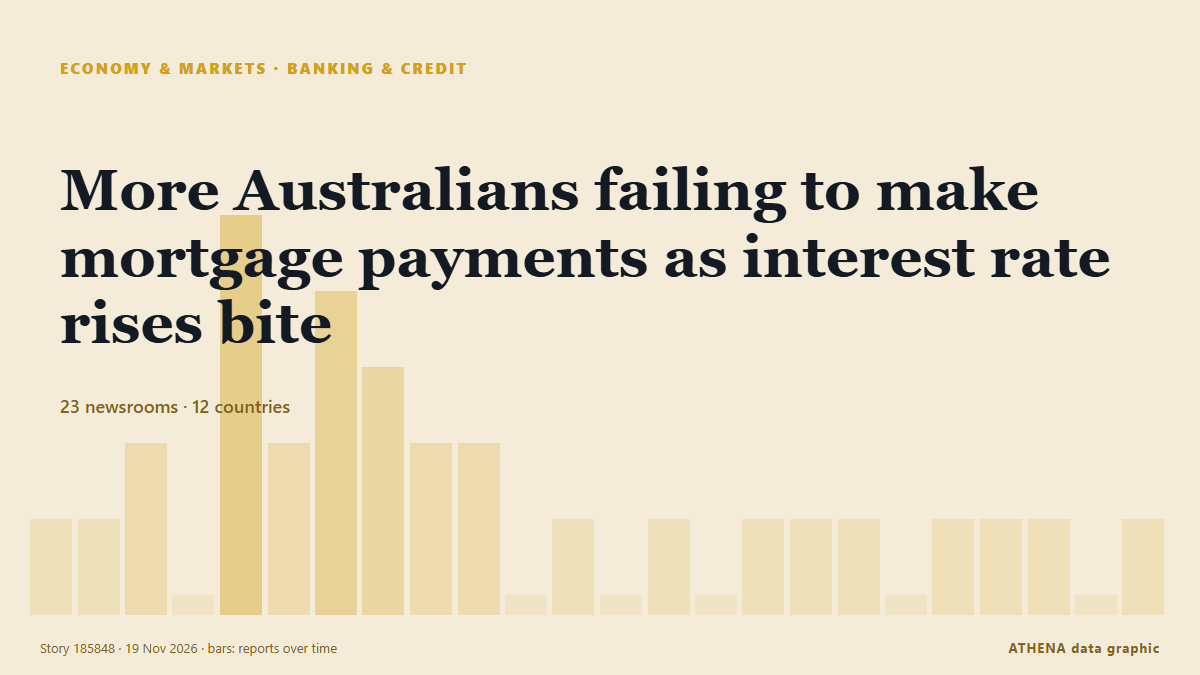 ECONOMY & MARKETS · BANKING & CREDIT
More Australians failing to make
mortgage payments as interest rate
rises bite
23 newsrooms · 12 countries
Story 185848 · 19 Nov 2026 · bars: reports over time
ATHENA data graphic